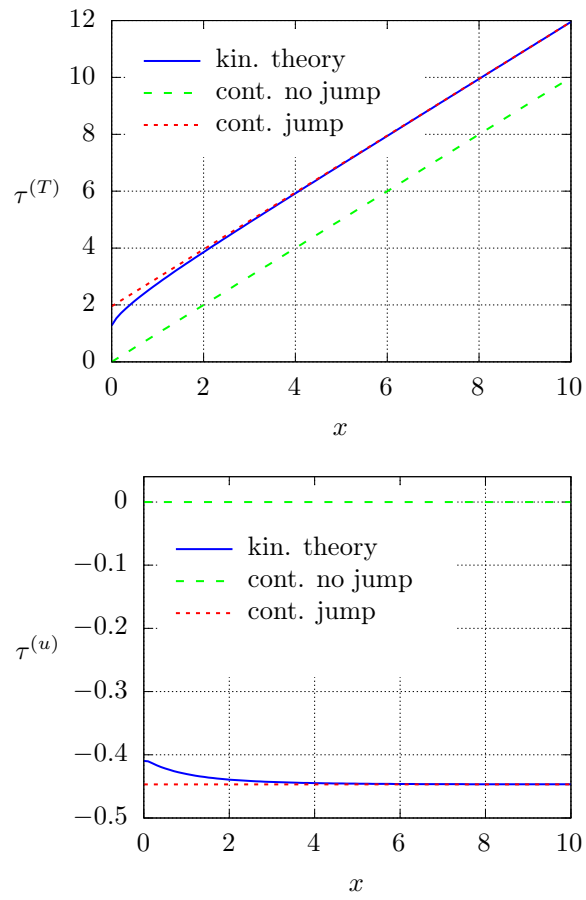 12
kin. theory
10
cont. no jump
cont. jump
8
τ(T) 6
4
2
0
0 2 4 6 8 10
x
0
kin. theory
−0.1
cont. no jump
cont. jump
−0.2
τ(u)
−0.3
−0.4
−0.5
0 2 4 6 8 10
x